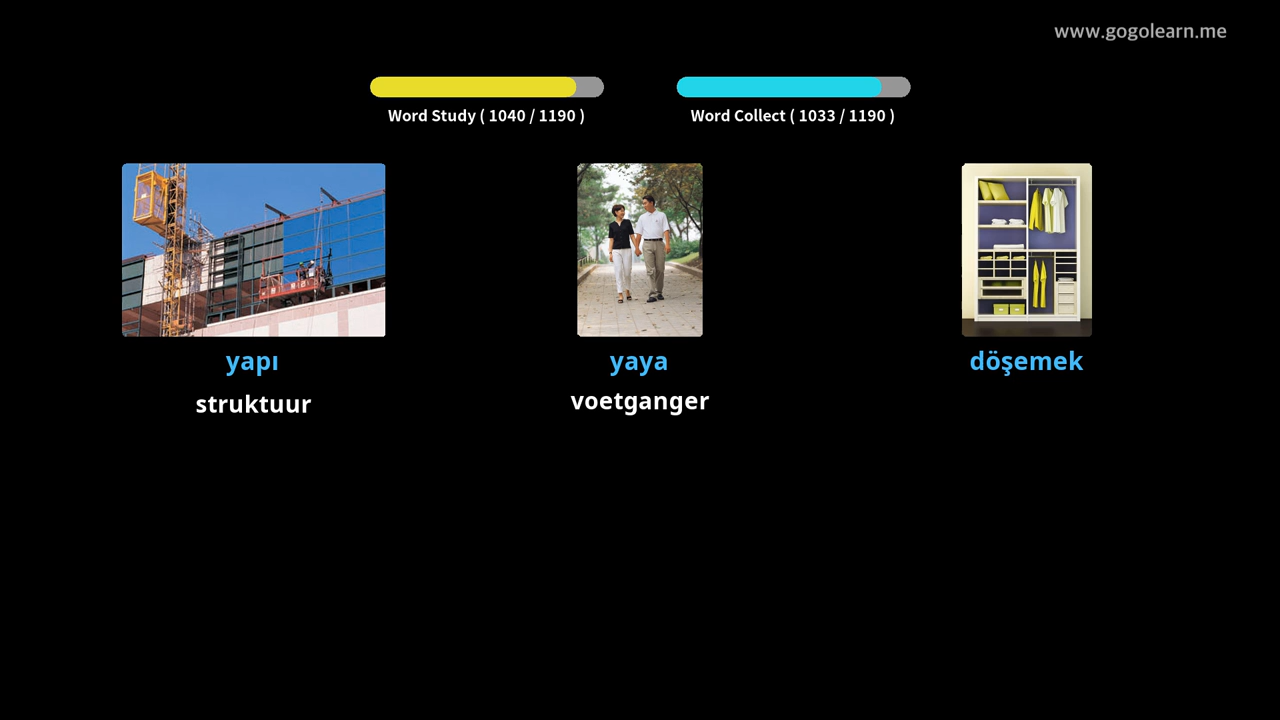 www.gogolearn.me
Word Study ( 1040 / 1190 )
Word Collect ( 1033 / 1190 )
yapı
yaya
döşemek
struktuur
voetganger